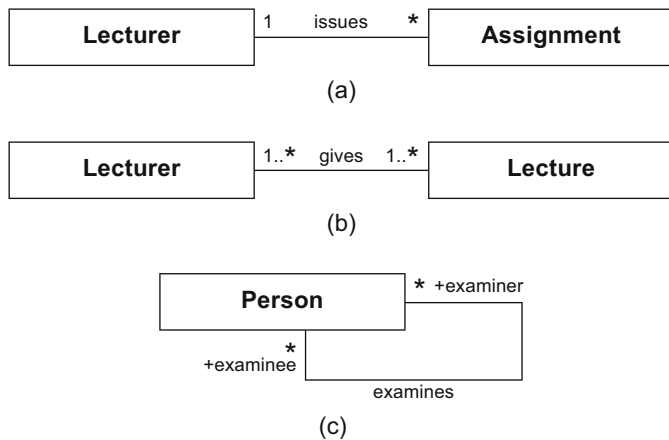 Lecturer 1 issues * Assignment
(a)
Lecturer 1..* gives 1..* Lecture
(b)
Person * +examiner
*
+examinee
examines
(c)